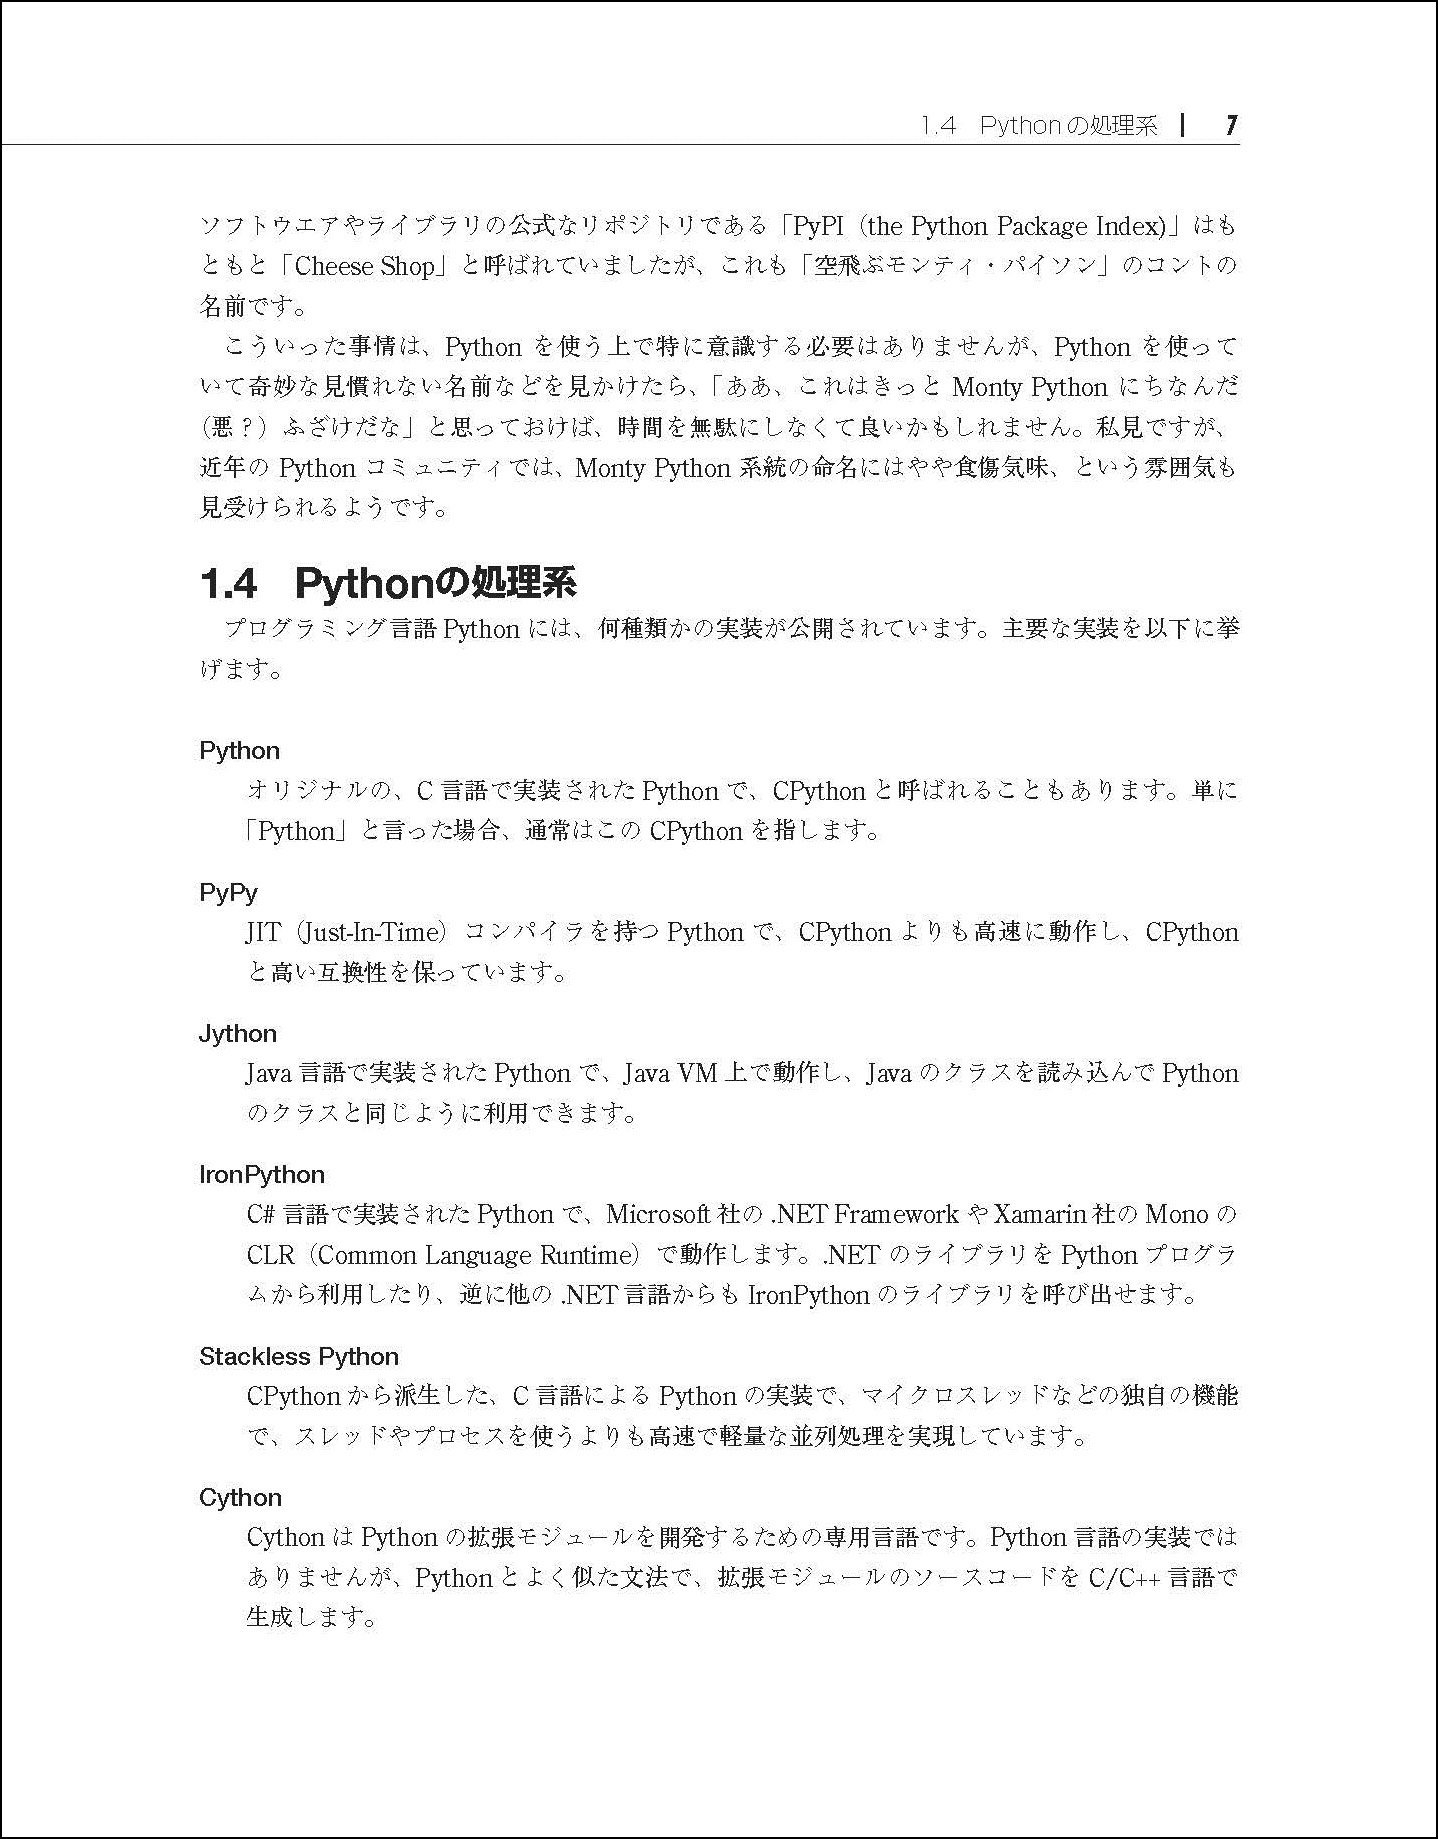 1.4 Pythonの処理系 7
ソフトウエアやライブラリの公式なリポジトリである「PyPI（the Python Package Index)」はも
ともと「Cheese Shop」と呼ばれていましたが、これも「空飛ぶモンティ・パイソン」のコントの
名前です。
こういった事情は、Python を使う上で特に意識する必要はありませんが、Python を使って
いて奇妙な見慣れない名前などを見かけたら、「ああ、これはきっと Monty Python にちなんだ
（悪？）ふざけだな」と思っておけば、時間を無駄にしなくて良いかもしれません。私見ですが、
近年の Python コミュニティでは、Monty Python 系統の命名にはやや食傷気味、という雰囲気も
見受けられるようです。
1.4 Pythonの処理系
プログラミング言語 Python には、何種類かの実装が公開されています。主要な実装を以下に挙
げます。
Python
オリジナルの、C 言語で実装された Python で、CPython と呼ばれることもあります。単に
「Python」と言った場合、通常はこの CPython を指します。
PyPy
JIT（Just-In-Time）コンパイラを持つ Python で、CPython よりも高速に動作し、CPython
と高い互換性を保っています。
Jython
Java 言語で実装された Python で、Java VM 上で動作し、Java のクラスを読み込んで Python
のクラスと同じように利用できます。
IronPython
C# 言語で実装された Python で、Microsoft 社の .NET Framework や Xamarin 社の Mono の
CLR（Common Language Runtime）で動作します。.NET のライブラリを Python プログラ
ムから利用したり、逆に他の .NET 言語からも IronPython のライブラリを呼び出せます。
Stackless Python
CPython から派生した、C 言語による Python の実装で、マイクロスレッドなどの独自の機能
で、スレッドやプロセスを使うよりも高速で軽量な並列処理を実現しています。
Cython
Cython は Python の拡張モジュールを開発するための専用言語です。Python 言語の実装では
ありませんが、Python とよく似た文法で、拡張モジュールのソースコードを C/C++ 言語で
生成します。